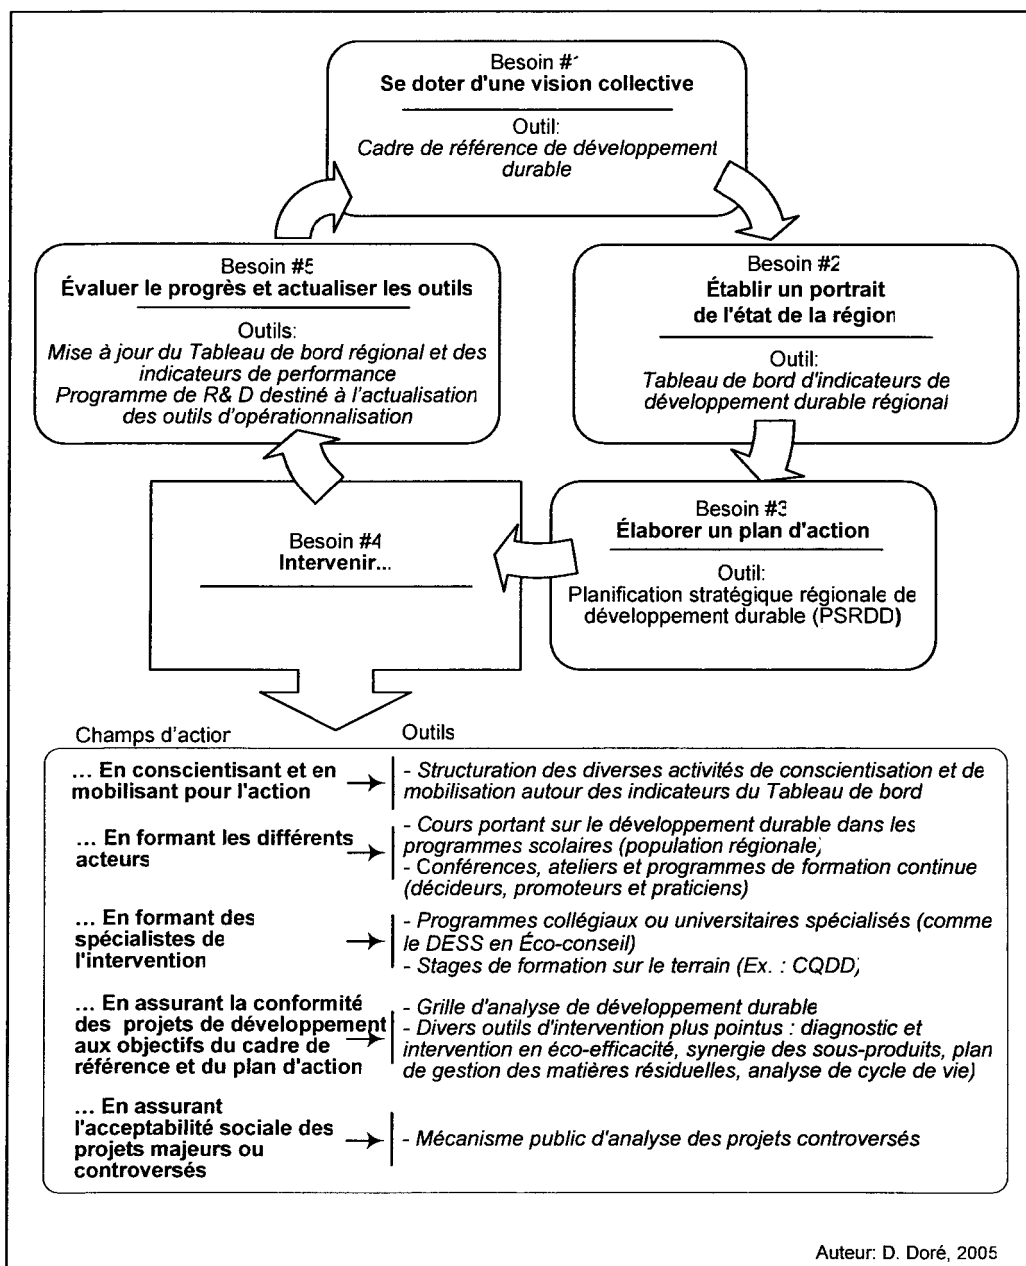 Besoin #1
Se doter d'une vision collective
Outil:
Cadre de référence de développement
durable
Besoin #2
Établir un portrait
de l'état de la région
Outil:
Tableau de bord d'indicateurs de
développement durable régional
Besoin #3
Élaborer un plan d'action
Outil:
Planification stratégique régionale de
développement durable (PSRDD)
Besoin #4
Intervenir...
Besoin #5
Évaluer le progrès et actualiser les outils
Outils:
Mise à jour du Tableau de bord régional et des
indicateurs de performance
Programme de R& D destiné à l'actualisation
des outils d'opérationnalisation
Champs d'action
Outils
... En conscientisant et en
mobilisant pour l'action
- Structuration des diverses activités de conscientisation et de
mobilisation autour des indicateurs du Tableau de bord
... En formant les différents
acteurs
- Cours portant sur le développement durable dans les
programmes scolaires (population régionale)
- Conférences, ateliers et programmes de formation continue
(décideurs, promoteurs et praticiens)
... En formant des
spécialistes de
l'intervention
- Programmes collégiaux ou universitaires spécialisés (comme
le DESS en Éco-conseil)
- Stages de formation sur le terrain (Ex. : CQDD)
... En assurant la conformité
des projets de développement
aux objectifs du cadre de
référence et du plan d'action
- Grille d'analyse de développement durable
- Divers outils d'intervention plus pointus : diagnostic et
intervention en éco-efficacité, synergie des sous-produits, plan
de gestion des matières résiduelles, analyse de cycle de vie)
... En assurant
l'acceptabilité sociale des
projets majeurs ou
controversés
- Mécanisme public d'analyse des projets controversés
Auteur: D. Doré, 2005